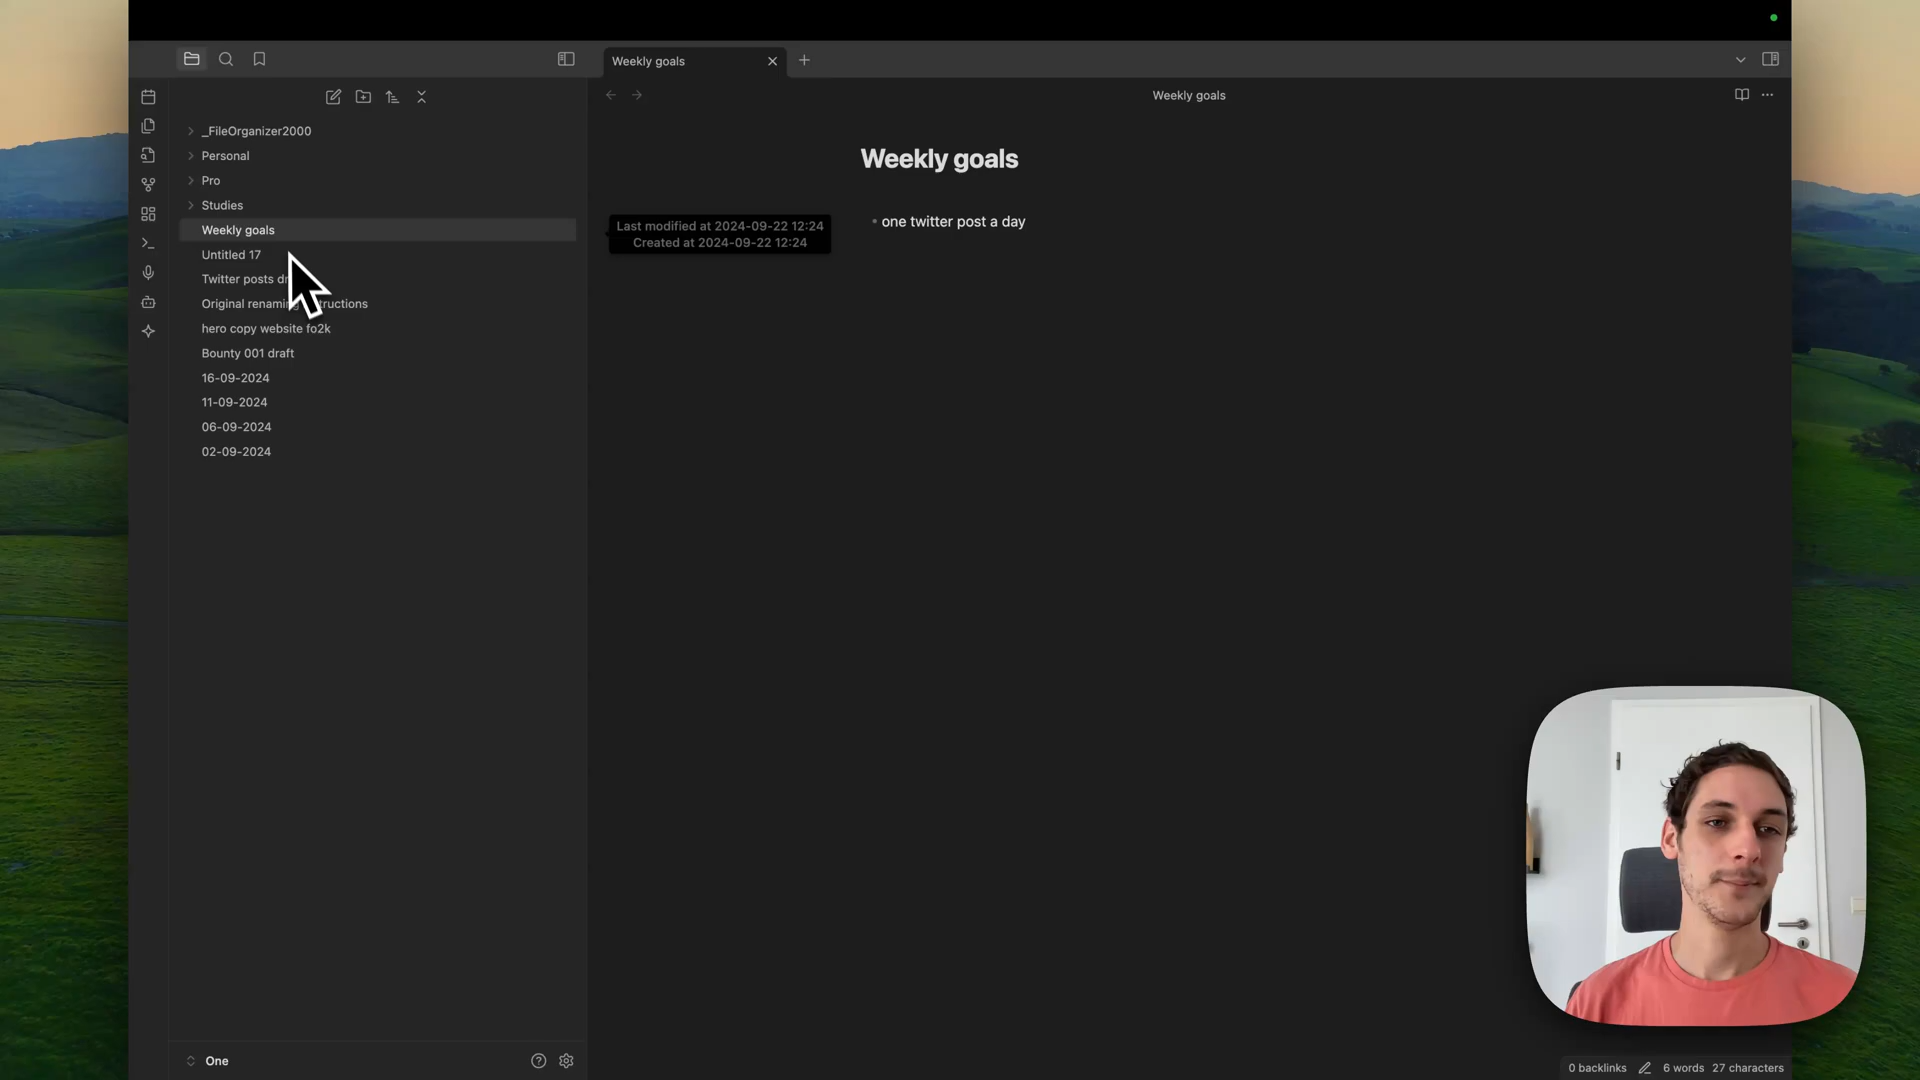 Weekly goals
Weekly goals
_FileOrganizer2000
Personal
Pro
Studies
Weekly goals
Untitled 17
Twitter posts
Original renaming
hero copy website fo2k
Bounty 001 draft
16-09-2024
11-09-2024
06-09-2024
02-09-2024
Last modified at 2024-09-22 12:24
Created at 2024-09-22 12:24
Weekly goals
one twitter post a day
One
0 backlinks 6 words 27 characters